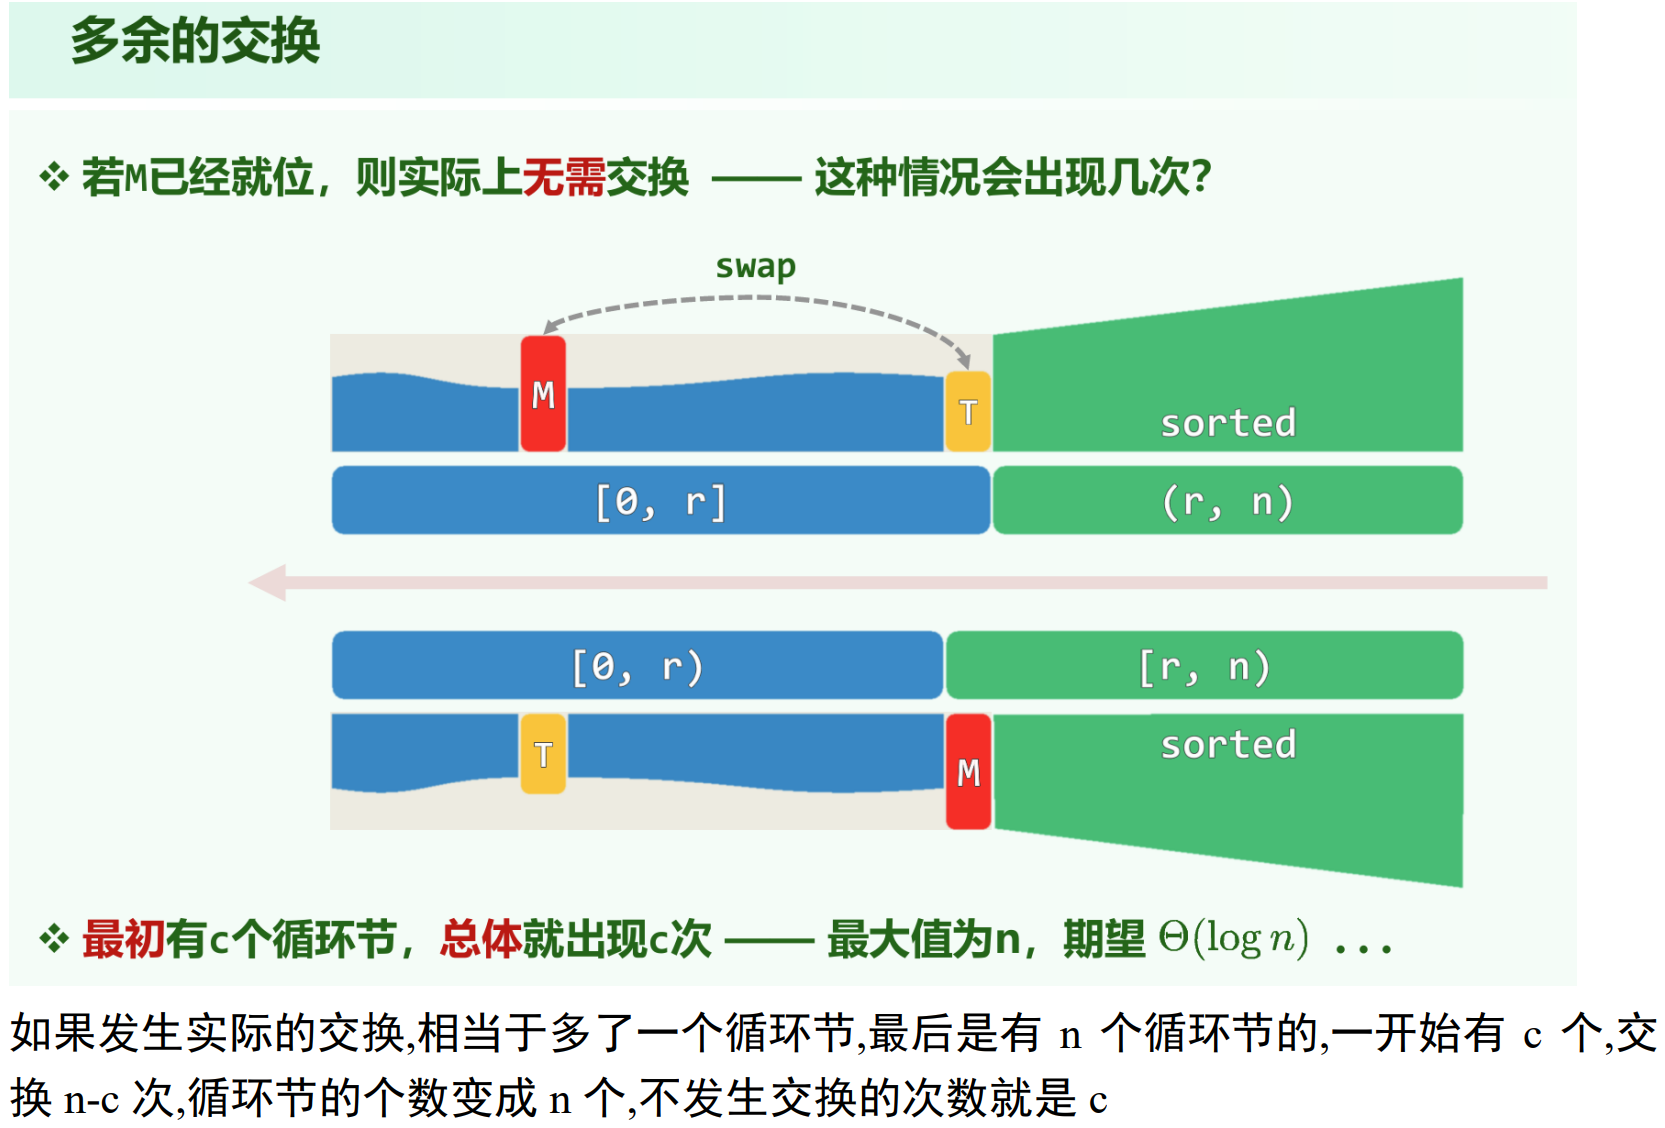 多余的交换
❖ 若M已经就位，则实际上无需交换 —— 这种情况会出现几次？
swap
M
T
sorted
[0, r]
(r, n)
[0, r)
[r, n)
T
M
sorted
❖ 最初有c个循环节，总体就出现c次 —— 最大值为n，期望 Θ(log n) ...
如果发生实际的交换,相当于多了一个循环节,最后是有 n 个循环节的,一开始有 c 个,交
换 n-c 次,循环节的个数变成 n 个,不发生交换的次数就是 c